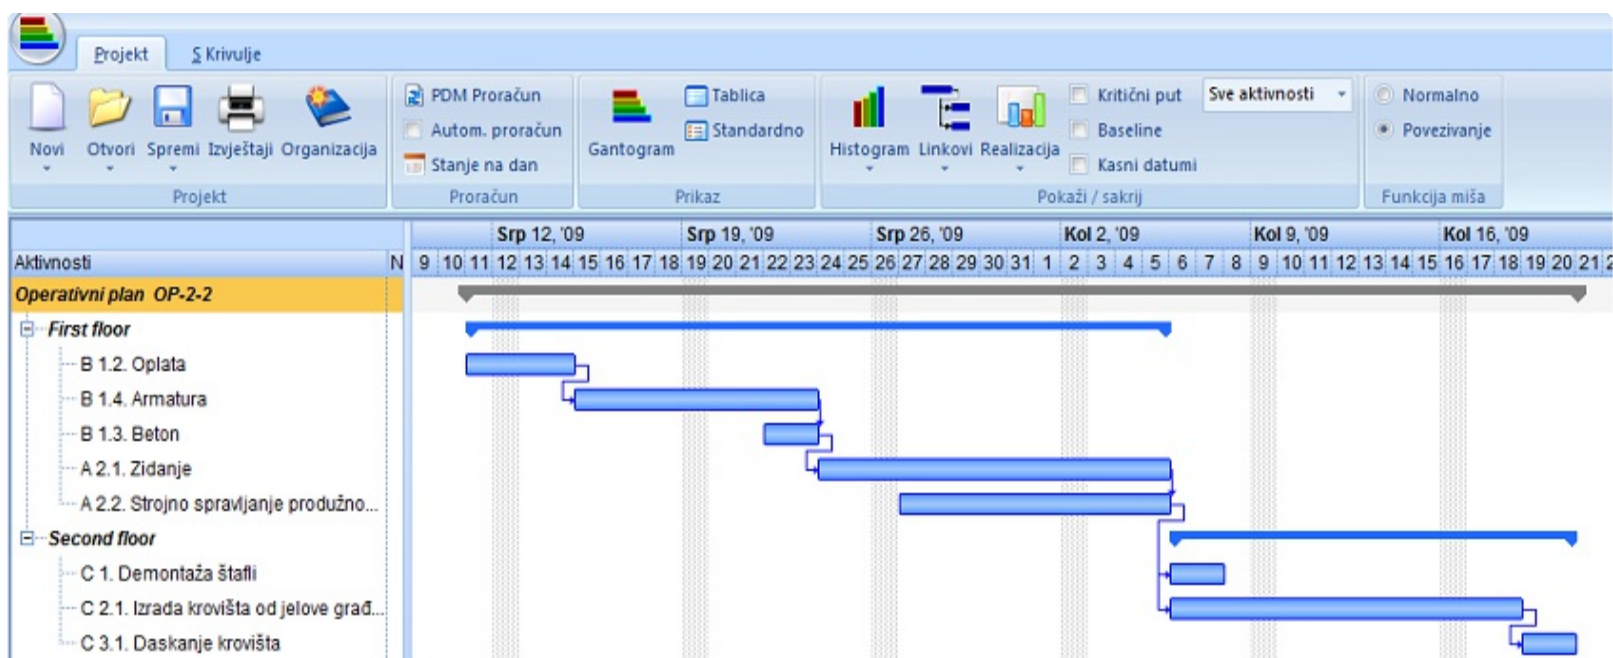 Projekt
S Krivulje
Novi
Otvori
Spremi
Izvještaji
Organizacija
Projekt
PDM Proračun
Autom. proračun
Stanje na dan
Proračun
Gantogram
Tablica
Standardno
Prikaz
Histogram
Linkovi
Realizacija
Kritični put
Baseline
Kasni datumi
Sve aktivnosti
Pokaži / sakrij
Normalno
Povezivanje
Funkcija miša
Srp 12, '09 Srp 19, '09 Srp 26, '09 Kol 2, '09 Kol 9, '09 Kol 16, '09
Aktivnosti N 9 10 11 12 13 14 15 16 17 18 19 20 21 22 23 24 25 26 27 28 29 30 31 1 2 3 4 5 6 7 8 9 10 11 12 13 14 15 16 17 18 19 20 21 2
Operativni plan OP-2-2
First floor
B 1.2. Oplata
B 1.4. Armatura
B 1.3. Beton
A 2.1. Zidanje
A 2.2. Strojno spravljanje produžno...
Second floor
C 1. Demontaža štafli
C 2.1. Izrada krovišta od jelove građ...
C 3.1. Daskanje krovišta